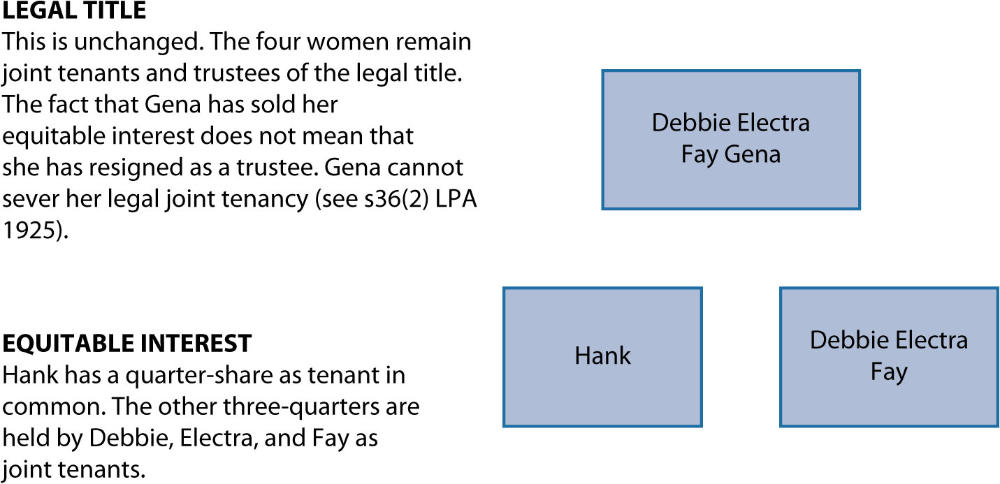 LEGAL TITLE
This is unchanged. The four women remain
joint tenants and trustees of the legal title.
The fact that Gena has sold her
equitable interest does not mean that
she has resigned as a trustee. Gena cannot
sever her legal joint tenancy (see s36(2) LPA
1925).
Debbie Electra
Fay Gena
EQUITABLE INTEREST
Hank has a quarter-share as tenant in
common. The other three-quarters are
held by Debbie, Electra, and Fay as
joint tenants.
Hank
Debbie Electra
Fay